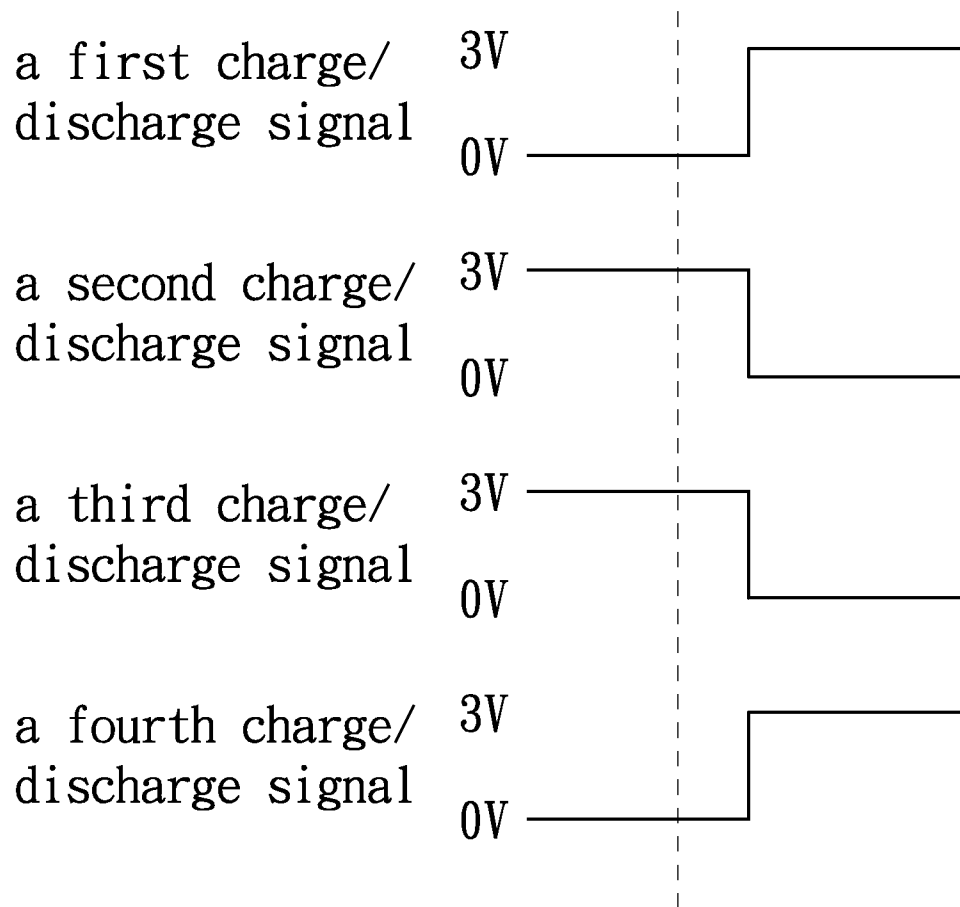 a first charge/
discharge signal
3V
0V
a second charge/
discharge signal
3V
0V
a third charge/
discharge signal
3V
0V
a fourth charge/
discharge signal
3V
0V